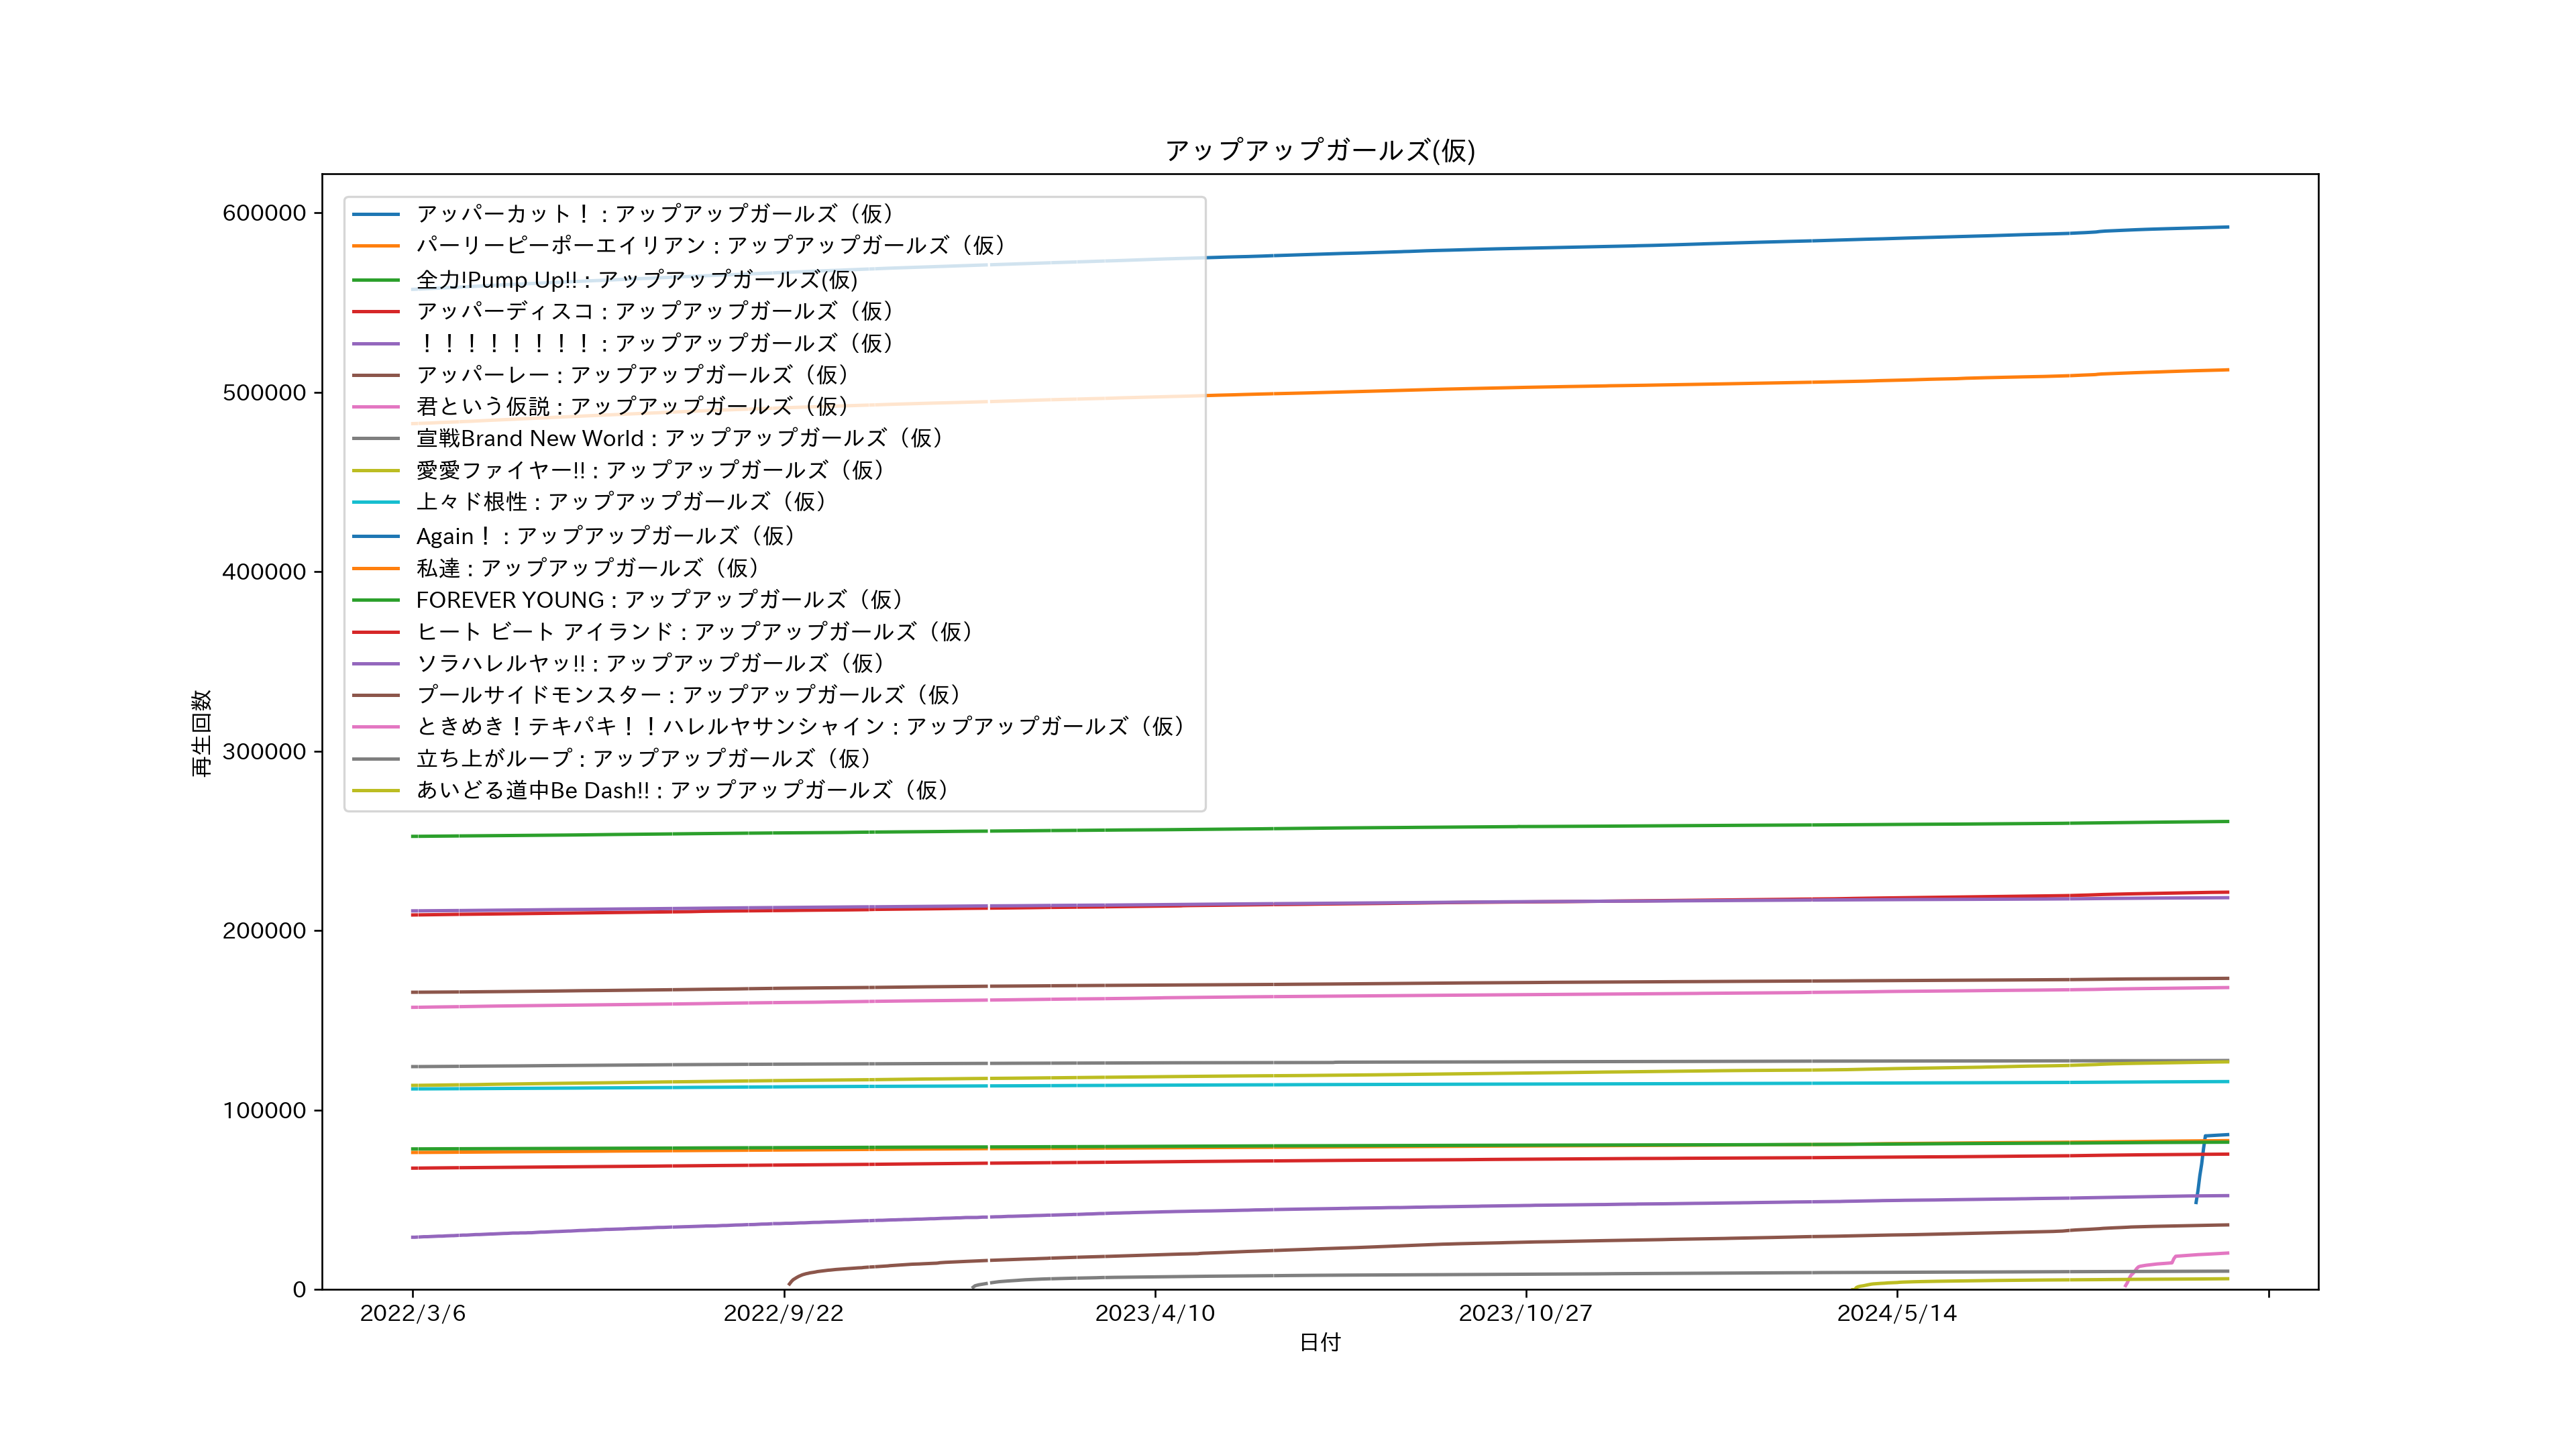 アップアップガールズ(仮)
600000
500000
400000
300000
200000
100000
0
再生回数
アッパーカット！ : アップアップガールズ（仮）
パーリーピーポーエイリアン : アップアップガールズ（仮）
全力!Pump Up!! : アップアップガールズ(仮)
アッパーディスコ : アップアップガールズ（仮）
！！！！！！！！ : アップアップガールズ（仮）
アッパーレー : アップアップガールズ（仮）
君という仮説 : アップアップガールズ（仮）
宣戦Brand New World : アップアップガールズ（仮）
愛愛ファイヤー!! : アップアップガールズ（仮）
上々ド根性 : アップアップガールズ（仮）
Again！ : アップアップガールズ（仮）
私達 : アップアップガールズ（仮）
FOREVER YOUNG : アップアップガールズ（仮）
ヒート ビート アイランド : アップアップガールズ（仮）
ソラハレルヤッ!! : アップアップガールズ（仮）
プールサイドモンスター : アップアップガールズ（仮）
ときめき！テキパキ！！ハレルヤサンシャイン : アップアップガールズ（仮）
立ち上がループ : アップアップガールズ（仮）
あいどる道中Be Dash!! : アップアップガールズ（仮）
2022/3/6
2022/9/22
2023/4/10
2023/10/27
2024/5/14
日付